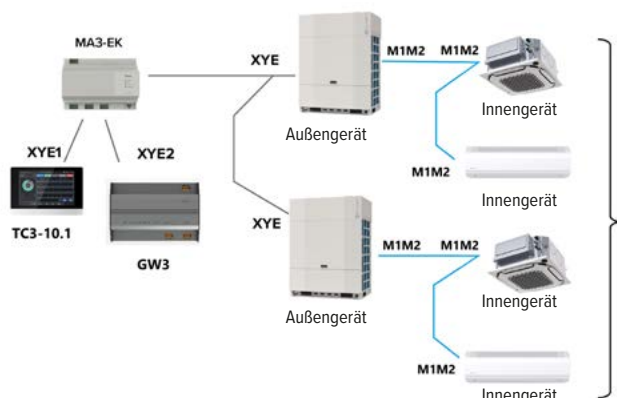 MA3-EK
XYE
M1M2
M1M2
Innengerät
Außengerät
XYE1
XYE2
M1M2
Innengerät
TC3-10.1
GW3
XYE
M1M2
M1M2
Innengerät
Außengerät
M1M2
Innengerät